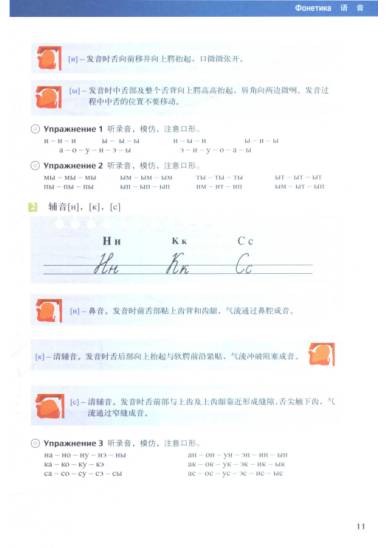 Фонетика 语 音
[и] – 发音时舌向前移并向上腭抬起，口微微张开。
[ы] – 发音时中舌部及整个舌背向上腭高高抬起，唇角向两边微咧。发音过
程中中舌的位置不要移动。
Упражнение 1 听录音，模仿，注意口形。
и – и – и ы – ы – ы и – ы – и ы – и – ы
а – о – у – и – э – ы э – и – у – о – а – ы
Упражнение 2 听录音，模仿，注意口形。
мы – мы – мы ым – ым – ым ты – ты – ты ыт – ыт – ыт
пы – пы – пы ып – ып – ып им – ит – ип ым – ыт – ып
2 辅音[н]，[к]，[с]
Н н К к С с
Нн Кк Сс
[н] – 鼻音。发音时前舌部贴上齿背和齿龈，气流通过鼻腔成音。
[к] – 清辅音。发音时舌后部向上抬起与软腭前沿紧贴，气流冲破阻塞成音。
[с] – 清辅音。发音时舌前部与上齿及上齿龈靠近形成缝隙，舌尖触下齿，气
流通过窄缝成音。
Упражнение 3 听录音，模仿，注意口形。
на – но – ну – нэ – ны ан – он – ун – эн – ин – ын
ка – ко – ку – кэ ак – ок – ук – эк – ик – ык
са – со – су – сэ – сы ас – ос – ус – эс – ис – ыс
11